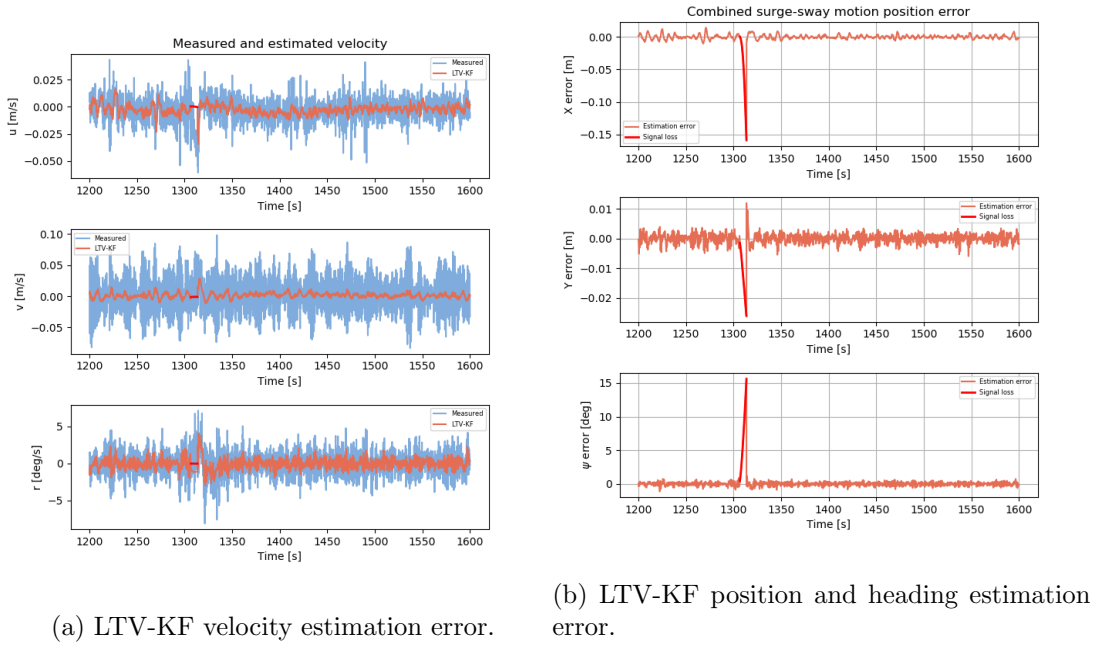 Measured and estimated velocity
Measured
LTV-KF
u [m/s]
0.025
0.000
−0.025
−0.050
1200 1250 1300 1350 1400 1450 1500 1550 1600
Time [s]
Measured
LTV-KF
v [m/s]
0.10
0.05
0.00
−0.05
1200 1250 1300 1350 1400 1450 1500 1550 1600
Time [s]
Measured
LTV-KF
r [deg/s]
5
0
−5
1200 1250 1300 1350 1400 1450 1500 1550 1600
Time [s]
(a) LTV-KF velocity estimation error.
Combined surge-sway motion position error
X error [m]
0.00
−0.05
−0.10
−0.15
Estimation error
Signal loss
1200 1250 1300 1350 1400 1450 1500 1550 1600
Time [s]
Y error [m]
0.01
0.00
−0.01
−0.02
Estimation error
Signal loss
1200 1250 1300 1350 1400 1450 1500 1550 1600
Time [s]
ψ error [deg]
15
10
5
0
Estimation error
Signal loss
1200 1250 1300 1350 1400 1450 1500 1550 1600
Time [s]
(b) LTV-KF position and heading estimation
error.